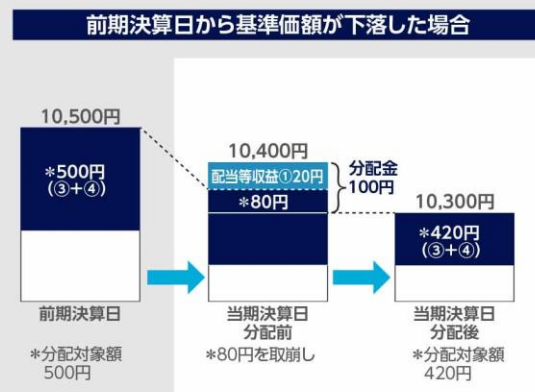 前期決算日から基準価額が下落した場合
10,500円
*500円
(③+④)
前期決算日
*分配対象額
500円
10,400円
配当等収益①20円
*80円
分配金
100円
当期決算日
分配前
*80円を取崩し
10,300円
*420円
(③+④)
当期決算日
分配後
*分配対象額
420円